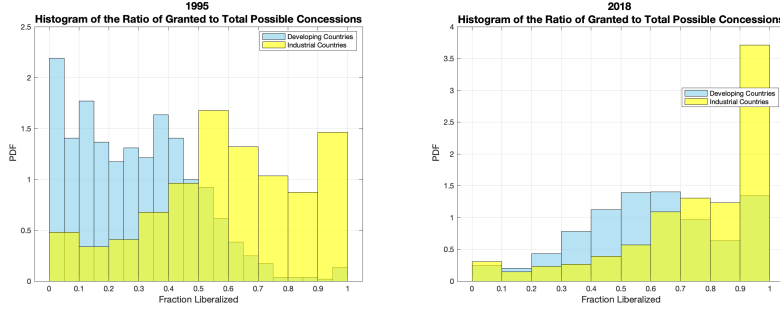 1995
Histogram of the Ratio of Granted to Total Possible Concessions
2.5
2
1.5
1
0.5
0
PDF
Developing Countries
Industrial Countries
0 0.1 0.2 0.3 0.4 0.5 0.6 0.7 0.8 0.9 1
Fraction Liberalized
2018
Histogram of the Ratio of Granted to Total Possible Concessions
4
3.5
3
2.5
2
1.5
1
0.5
0
PDF
Developing Countries
Industrial Countries
0 0.1 0.2 0.3 0.4 0.5 0.6 0.7 0.8 0.9 1
Fraction Liberalized